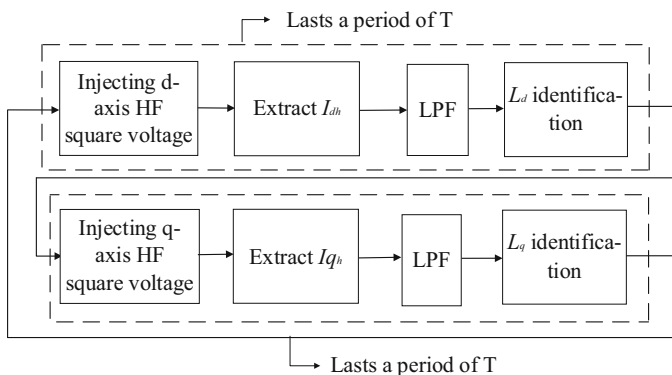 Lasts a period of T
Injecting d-
axis HF
square voltage
Extract Idh
LPF
Ld identifica-
tion
Injecting q-
axis HF
square voltage
Extract Iqh
LPF
Lq identifica-
tion
Lasts a period of T